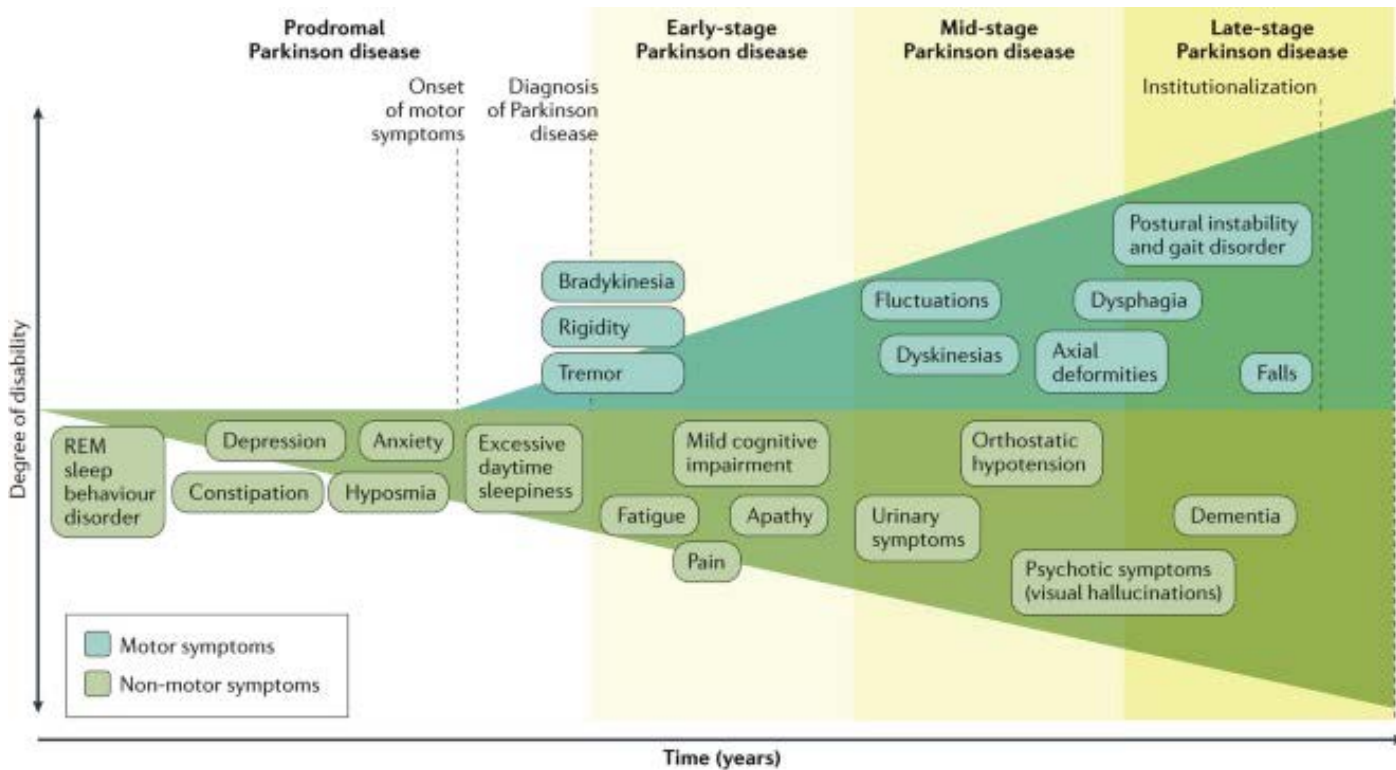 Prodromal
Parkinson disease
Early-stage
Parkinson disease
Mid-stage
Parkinson disease
Late-stage
Parkinson disease
Onset
of motor
symptoms
Diagnosis
of Parkinson
disease
Institutionalization
Degree of disability
Postural instability
and gait disorder
Bradykinesia
Rigidity
Tremor
Fluctuations
Dysphagia
Dyskinesias
Axial
deformities
Falls
REM
sleep
behaviour
disorder
Depression
Anxiety
Constipation
Hyposmia
Excessive
daytime
sleepiness
Mild cognitive
impairment
Fatigue
Apathy
Pain
Orthostatic
hypotension
Urinary
symptoms
Dementia
Psychotic symptoms
(visual hallucinations)
Motor symptoms
Non-motor symptoms
Time (years)